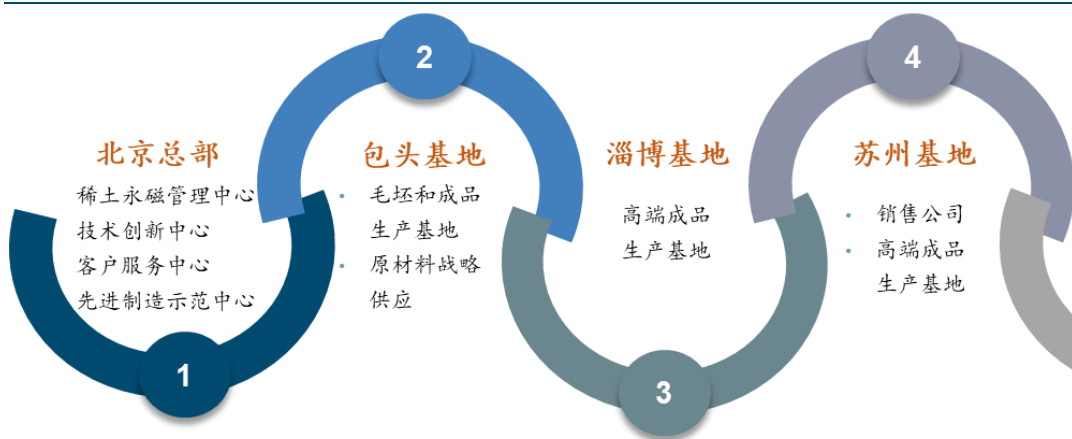 1
北京总部
稀土永磁管理中心
技术创新中心
客户服务中心
先进制造示范中心
2
包头基地
• 毛坯和成品
生产基地
• 原材料战略
供应
3
淄博基地
高端成品
生产基地
4
苏州基地
• 销售公司
• 高端成品
生产基地